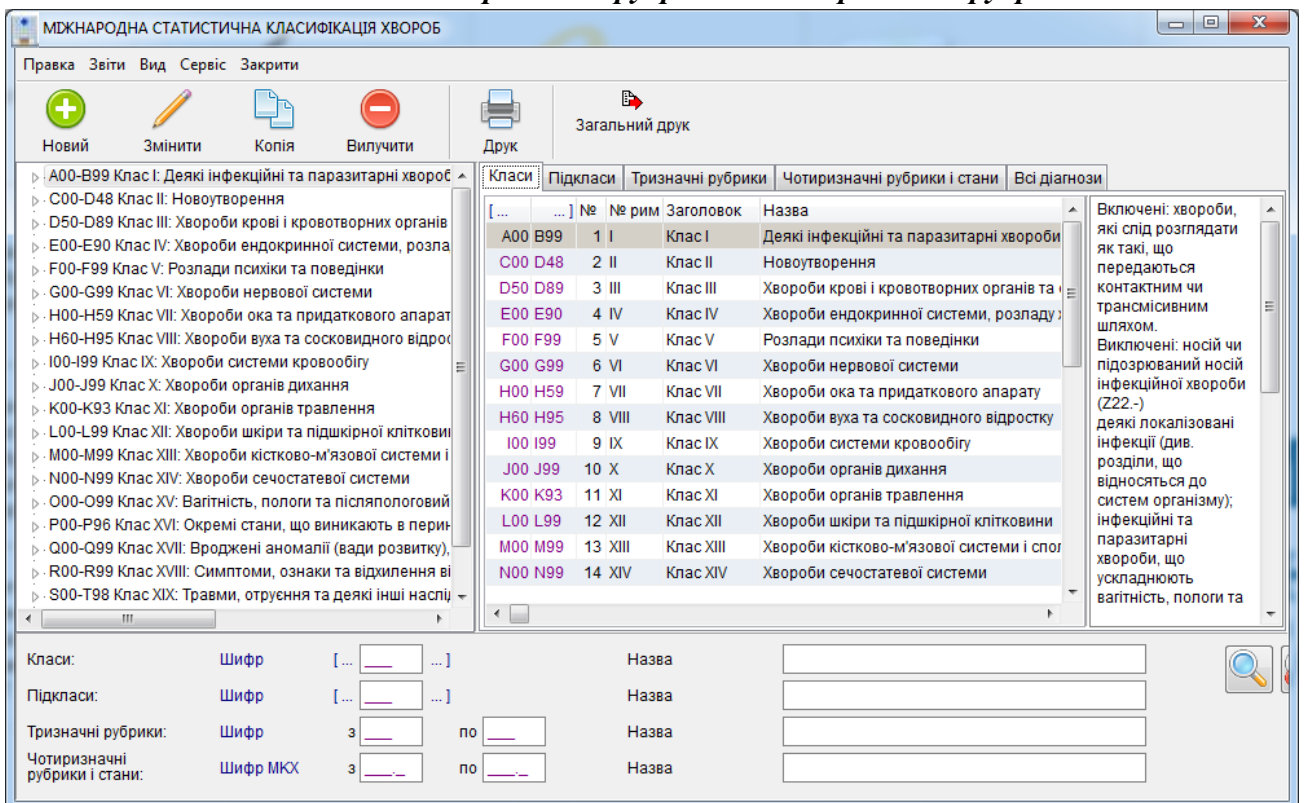 МІЖНАРОДНА СТАТИСТИЧНА КЛАСИФІКАЦІЯ ХВОРОБ
Правка Звіти Вид Сервіс Закрити
Новий Змінити Копія Вилучити Друк Загальний друк
A00-B99 Клас I: Деякі інфекційні та паразитарні хвороб
C00-D48 Клас II: Новоутворення
D50-D89 Клас III: Хвороби крові і кровотворних органів
E00-E90 Клас IV: Хвороби ендокринної системи, розла
F00-F99 Клас V: Розлади психіки та поведінки
G00-G99 Клас VI: Хвороби нервової системи
H00-H59 Клас VII: Хвороби ока та придаткового апарат
H60-H95 Клас VIII: Хвороби вуха та сосковидного відрос
I00-I99 Клас IX: Хвороби системи кровообігу
J00-J99 Клас X: Хвороби органів дихання
K00-K93 Клас XI: Хвороби органів травлення
L00-L99 Клас XII: Хвороби шкіри та підшкірної клітковин
M00-M99 Клас XIII: Хвороби кістково-м'язової системи і
N00-N99 Клас XIV: Хвороби сечостатевої системи
O00-O99 Клас XV: Вагітність, пологи та післяпологовий
P00-P96 Клас XVI: Окремі стани, що виникають в перин
Q00-Q99 Клас XVII: Вроджені аномалії (вади розвитку),
R00-R99 Клас XVIII: Симптоми, ознаки та відхилення ві
S00-T98 Клас XIX: Травми, отруєння та деякі інші наслід
Класи Підкласи Тризначні рубрики Чотиризначні рубрики і стани Всі діагнози
[ ... ... ] № № рим Заголовок Назва
A00 B99 1 I Клас I Деякі інфекційні та паразитарні хвороби
C00 D48 2 II Клас II Новоутворення
D50 D89 3 III Клас III Хвороби крові і кровотворних органів та
E00 E90 4 IV Клас IV Хвороби ендокринної системи, розладу
F00 F99 5 V Клас V Розлади психіки та поведінки
G00 G99 6 VI Клас VI Хвороби нервової системи
H00 H59 7 VII Клас VII Хвороби ока та придаткового апарату
H60 H95 8 VIII Клас VIII Хвороби вуха та сосковидного відростку
I00 I99 9 IX Клас IX Хвороби системи кровообігу
J00 J99 10 X Клас X Хвороби органів дихання
K00 K93 11 XI Клас XI Хвороби органів травлення
L00 L99 12 XII Клас XII Хвороби шкіри та підшкірної клітковини
M00 M99 13 XIII Клас XIII Хвороби кістково-м'язової системи і спол
N00 N99 14 XIV Клас XIV Хвороби сечостатевої системи
Включені: хвороби,
які слід розглядати
як такі, що
передаються
контактним чи
трансмісивним
шляхом.
Виключені: носій чи
підозрюваний носій
інфекційної хвороби
(Z22.-)
деякі локалізовані
інфекції (див.
розділи, що
відносяться до
систем організму);
інфекційні та
паразитарні
хвороби, що
ускладнюють
вагітність, пологи та
Класи: Шифр [ ... ___ ... ] Назва
Підкласи: Шифр [ ... ___ ... ] Назва
Тризначні рубрики: Шифр з ___ по ___ Назва
Чотиризначні
рубрики і стани: Шифр МКХ з ___._ по ___._ Назва